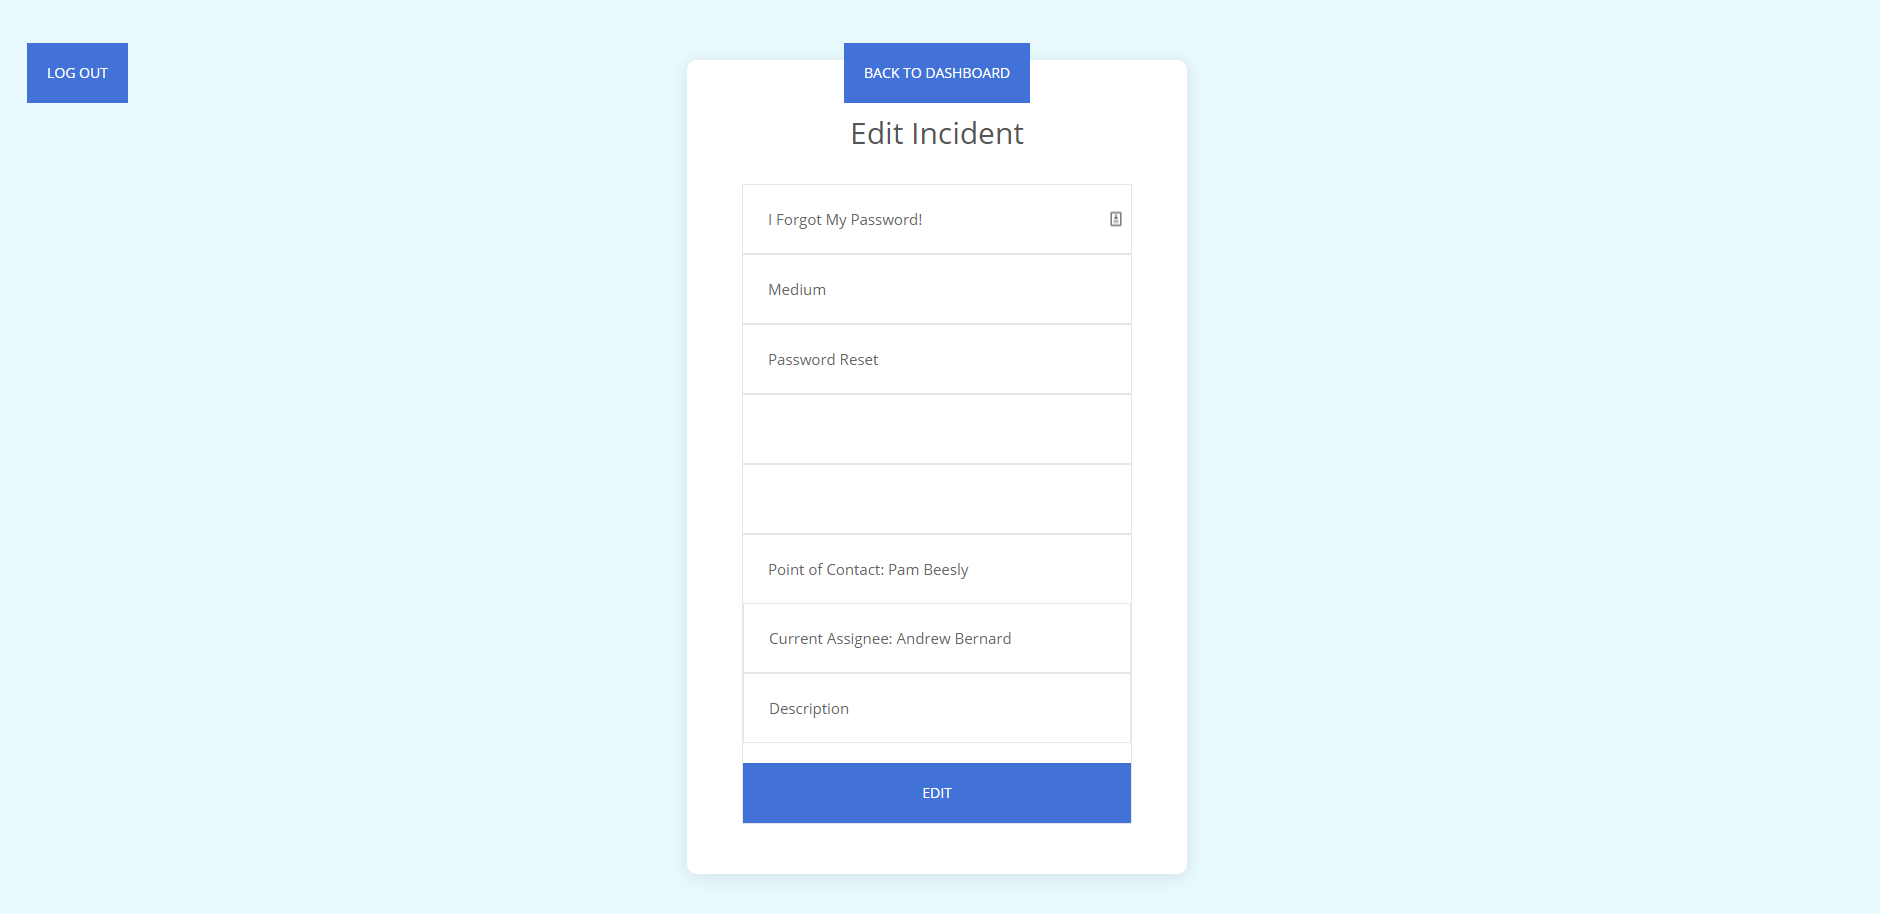 LOG OUT
BACK TO DASHBOARD
Edit Incident
I Forgot My Password!
Medium
Password Reset
Point of Contact: Pam Beesly
Current Assignee: Andrew Bernard
Description
EDIT